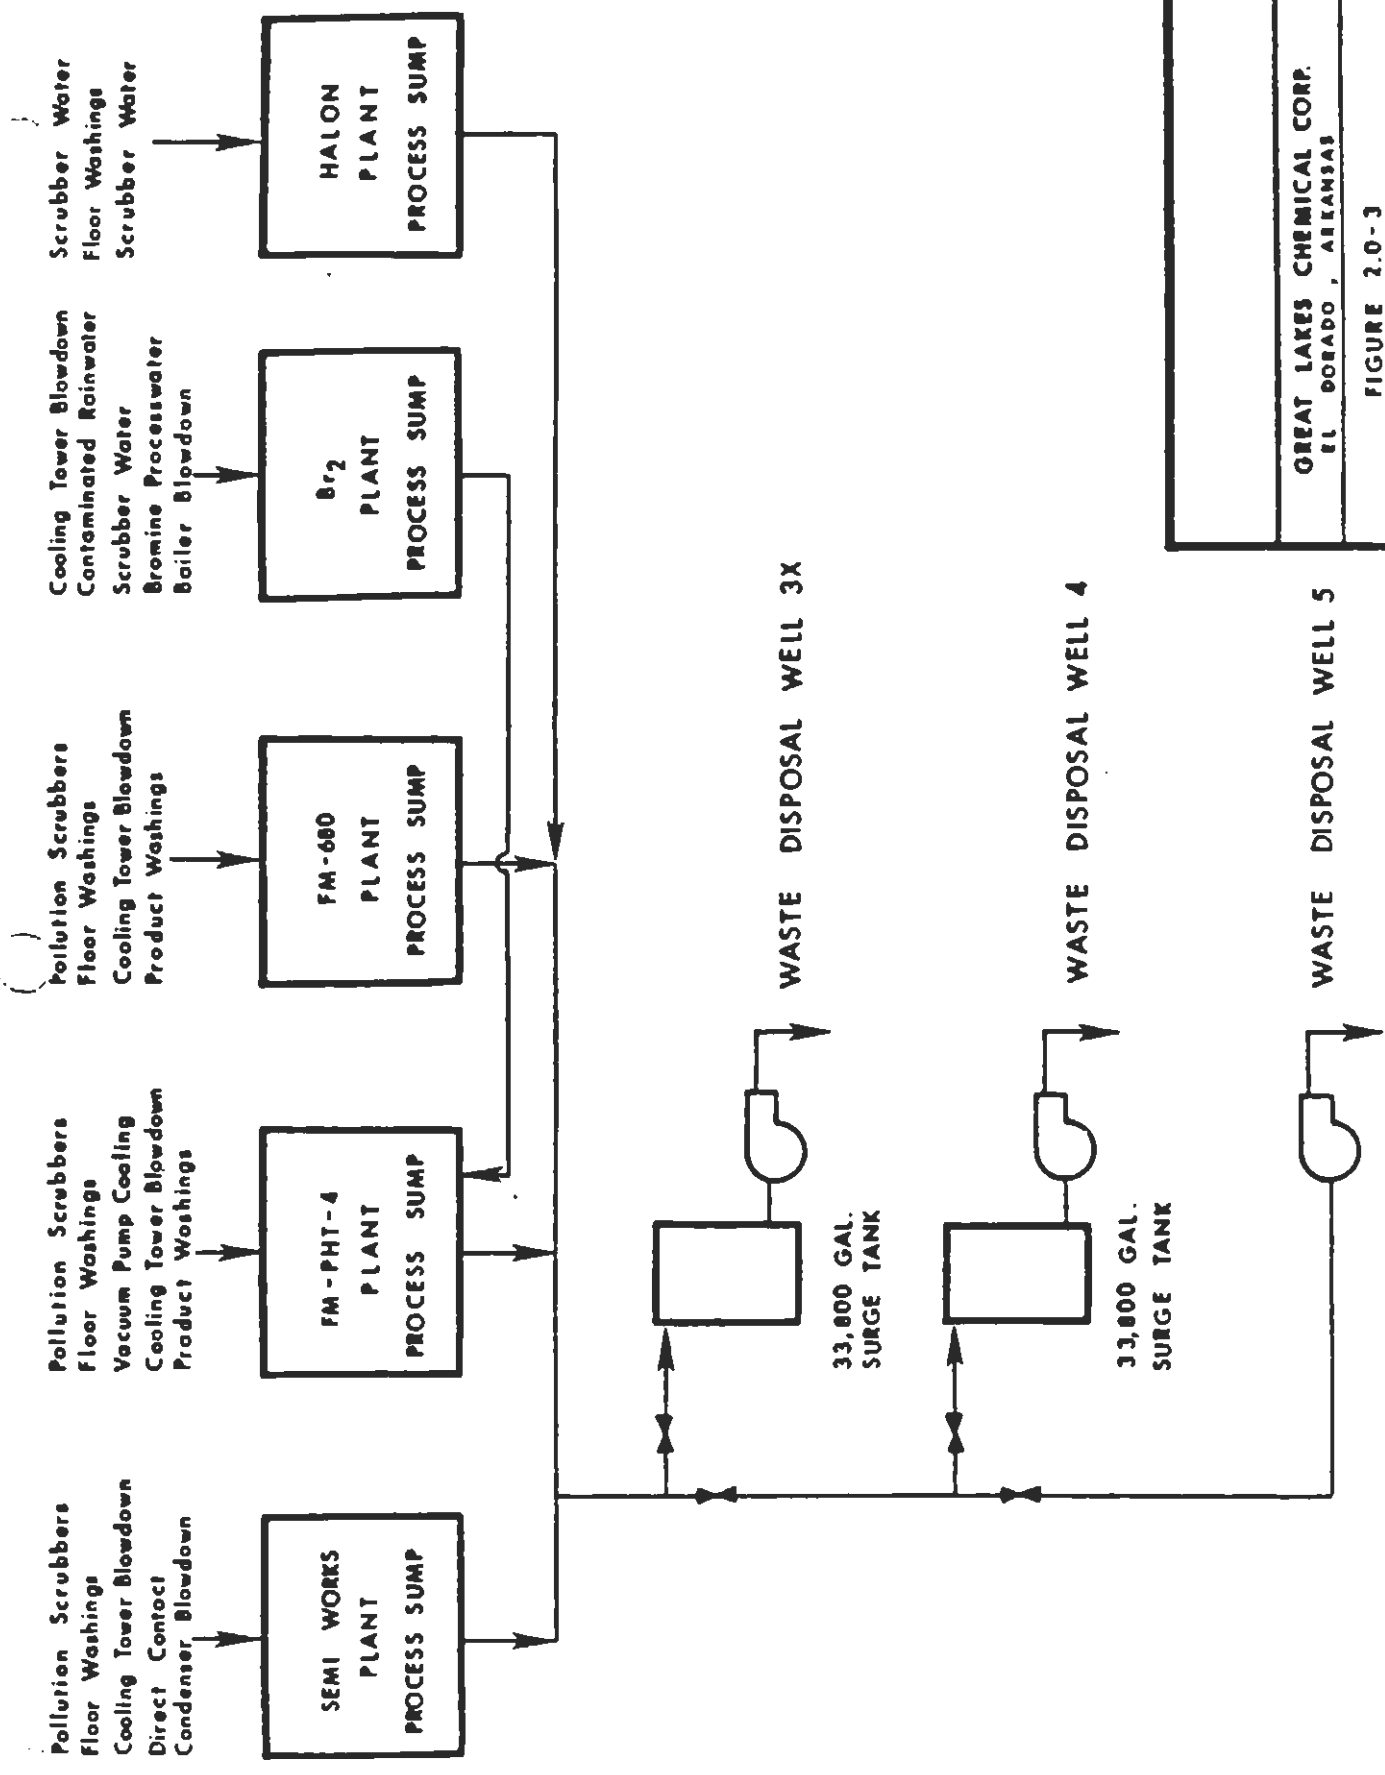 Pollution Scrubbers
Floor Washings
Cooling Tower Blowdown
Direct Contact
Condenser Blowdown
SEMI WORKS
PLANT
PROCESS SUMP
Pollution Scrubbers
Floor Washings
Vacuum Pump Cooling
Cooling Tower Blowdown
Product Washings
FM-PHT-4
PLANT
PROCESS SUMP
Pollution Scrubbers
Floor Washings
Cooling Tower Blowdown
Product Washings
FM-680
PLANT
PROCESS SUMP
Cooling Tower Blowdown
Contaminated Rainwater
Scrubber Water
Bromine Processwater
Boiler Blowdown
Br2
PLANT
PROCESS SUMP
Scrubber Water
Floor Washings
Scrubber Water
HALON
PLANT
PROCESS SUMP
33,800 GAL.
SURGE TANK
WASTE DISPOSAL WELL 3X
33,800 GAL.
SURGE TANK
WASTE DISPOSAL WELL 4
WASTE DISPOSAL WELL 5
GREAT LAKES CHEMICAL CORP.
EL DORADO, ARKANSAS
FIGURE 2.0-3